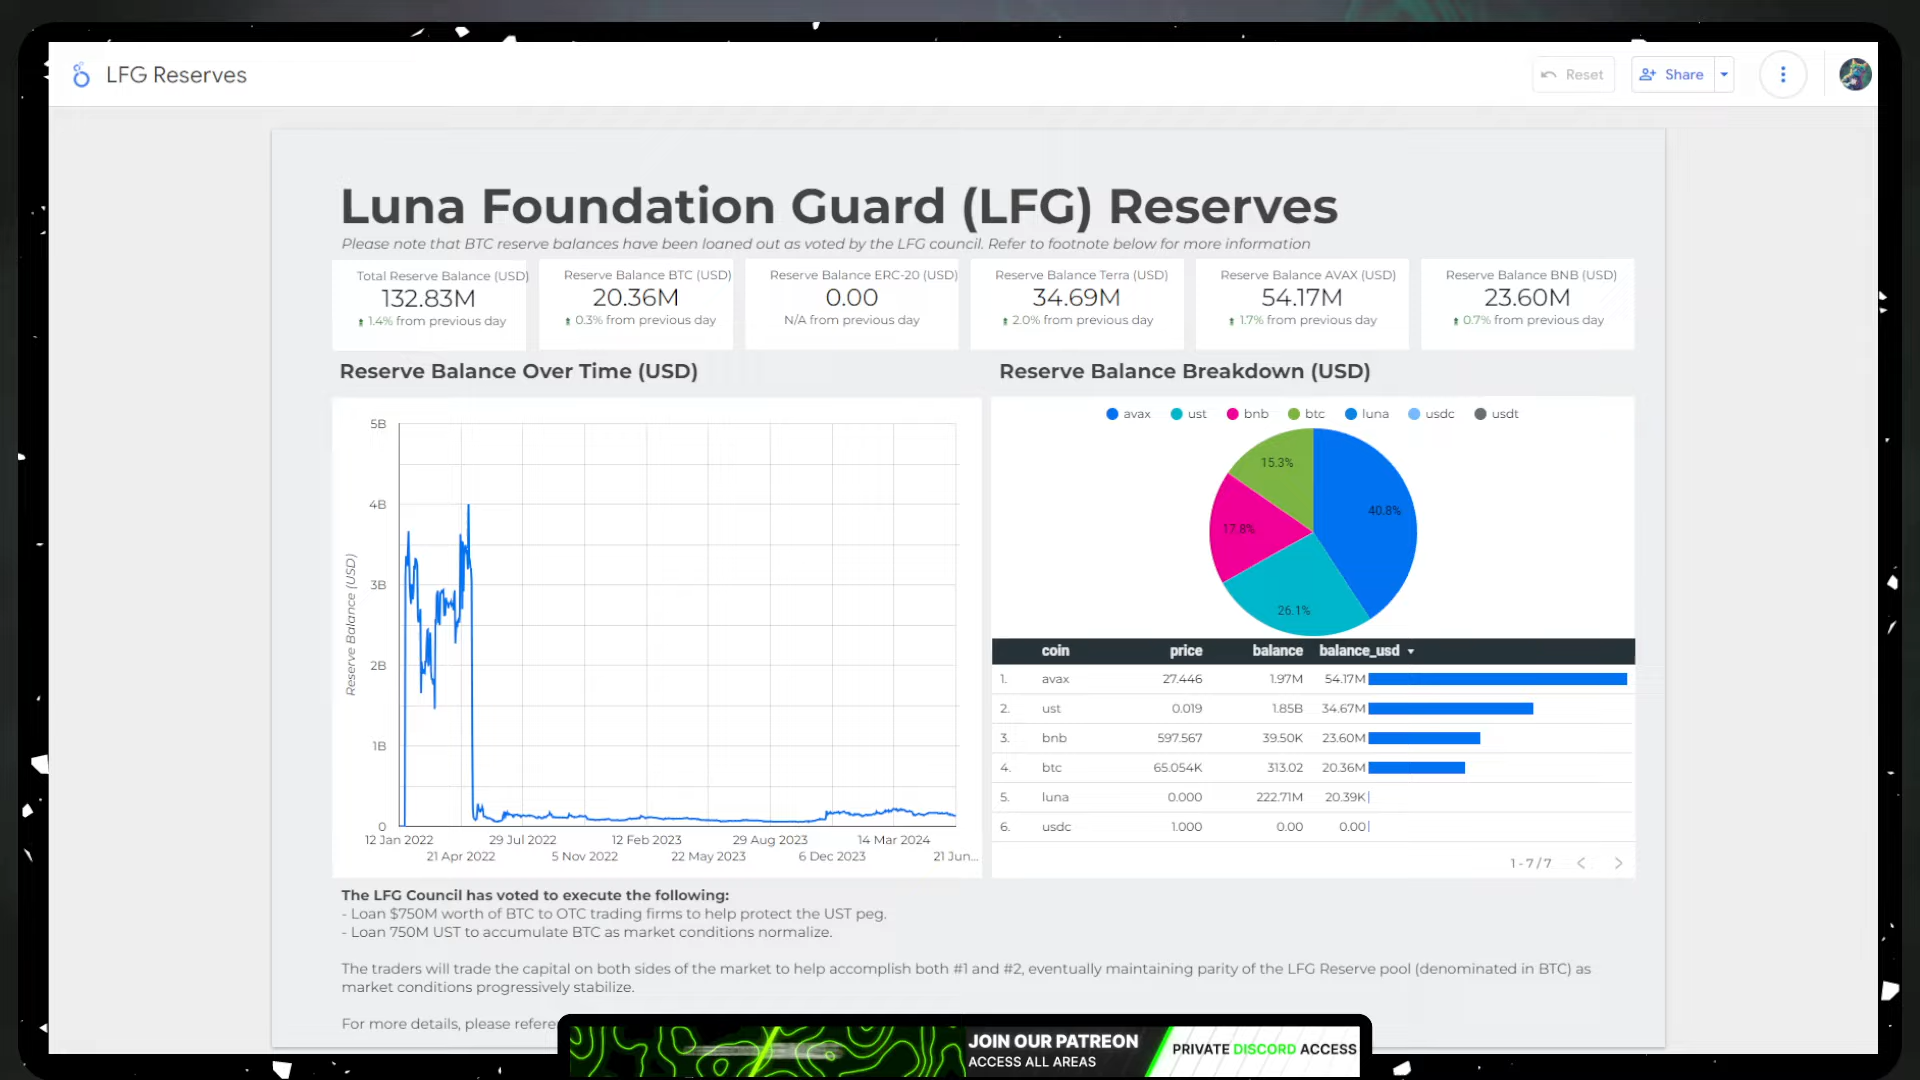 LFG Reserves
Reset
Share
Luna Foundation Guard (LFG) Reserves
Please note that BTC reserve balances have been loaned out as voted by the LFG council. Refer to footnote below for more information
Total Reserve Balance (USD)
132.83M
1.4% from previous day
Reserve Balance BTC (USD)
20.36M
0.3% from previous day
Reserve Balance ERC-20 (USD)
0.00
N/A from previous day
Reserve Balance Terra (USD)
34.69M
2.0% from previous day
Reserve Balance AVAX (USD)
54.17M
1.7% from previous day
Reserve Balance BNB (USD)
23.60M
0.7% from previous day
Reserve Balance Over Time (USD)
Reserve Balance (USD)
5B
4B
3B
2B
1B
0
12 Jan 2022
21 Apr 2022
29 Jul 2022
5 Nov 2022
12 Feb 2023
22 May 2023
29 Aug 2023
6 Dec 2023
14 Mar 2024
21 Jun...
Reserve Balance Breakdown (USD)
avax ust bnb btc luna usdc usdt
15.3%
40.8%
17.8%
26.1%
coin price balance balance_usd
1. avax 27.446 1.97M 54.17M
2. ust 0.019 1.85B 34.67M
3. bnb 597.567 39.50K 23.60M
4. btc 65.054K 313.02 20.36M
5. luna 0.000 222.71M 20.39K
6. usdc 1.000 0.00 0.00
1 - 7 / 7
The LFG Council has voted to execute the following:
- Loan $750M worth of BTC to OTC trading firms to help protect the UST peg.
- Loan 750M UST to accumulate BTC as market conditions normalize.
The traders will trade the capital on both sides of the market to help accomplish both #1 and #2, eventually maintaining parity of the LFG Reserve pool (denominated in BTC) as
market conditions progressively stabilize.
For more details, please refere
JOIN OUR PATREON
ACCESS ALL AREAS
PRIVATE DISCORD ACCESS